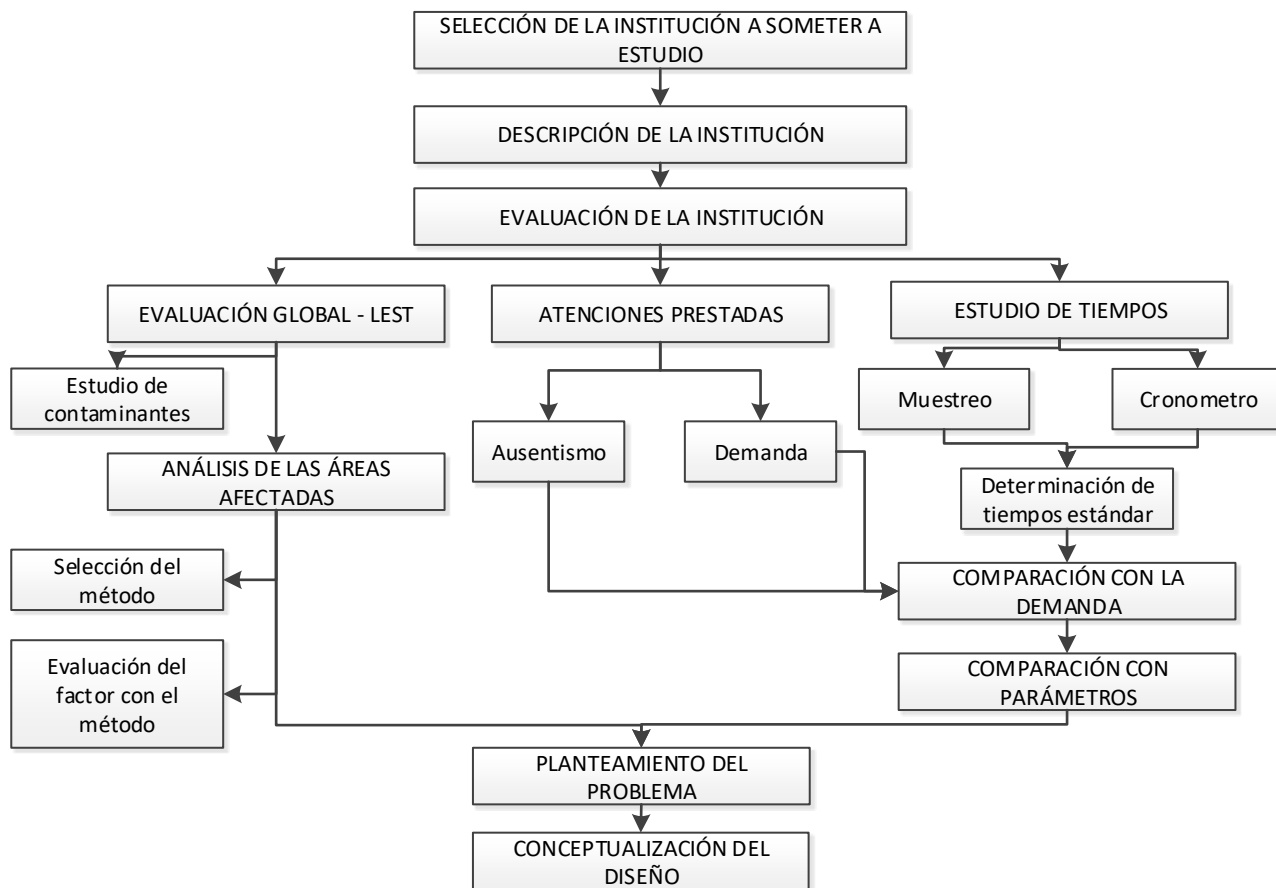 SELECCIÓN DE LA INSTITUCIÓN A SOMETER A
ESTUDIO
DESCRIPCIÓN DE LA INSTITUCIÓN
EVALUACIÓN DE LA INSTITUCIÓN
EVALUACIÓN GLOBAL - LEST
ATENCIONES PRESTADAS
ESTUDIO DE TIEMPOS
Estudio de
contaminantes
Muestreo
Cronometro
Ausentismo
Demanda
ANÁLISIS DE LAS ÁREAS
AFECTADAS
Determinación de
tiempos estándar
Selección del
método
COMPARACIÓN CON LA
DEMANDA
Evaluación del
factor con el
método
COMPARACIÓN CON
PARÁMETROS
PLANTEAMIENTO DEL
PROBLEMA
CONCEPTUALIZACIÓN DEL
DISEÑO